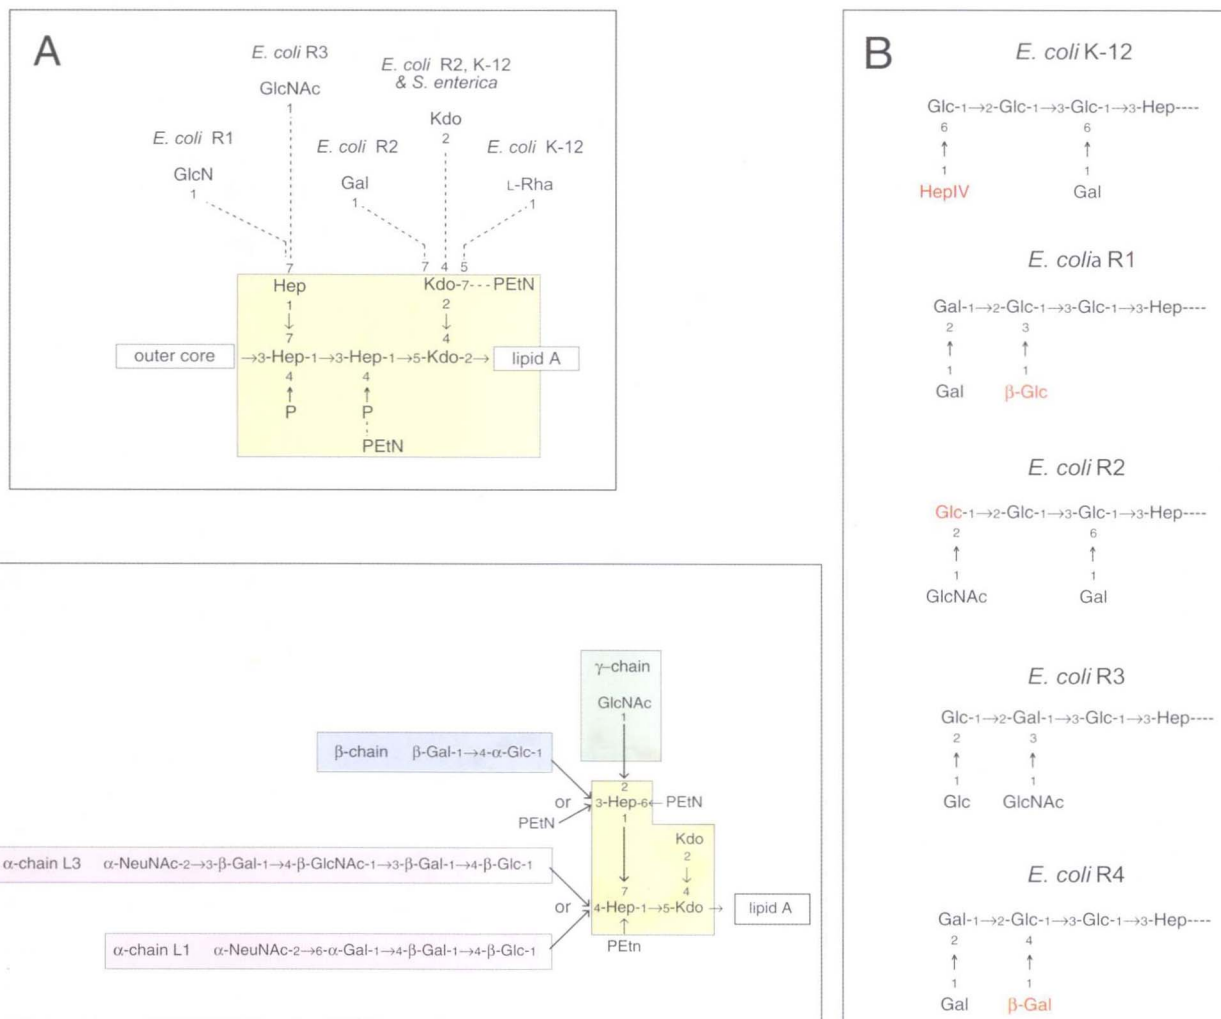 A
E. coli R3
GlcNAc
1
E. coli R2, K-12
& S. enterica
Kdo
2
E. coli R1
GlcN
1
E. coli R2
Gal
1
E. coli K-12
L-Rha
1
7
7 4 5
Hep
Kdo-7---PEtN
1
2
↓
↓
7
4
outer core
→3-Hep-1→3-Hep-1→5-Kdo-2→
lipid A
4
4
↑
↑
P
P
PEtN
γ–chain
GlcNAc
1
β-chain β-Gal-1→4-α-Glc-1
2
or
3-Hep-6←PEtN
PEtN
1
Kdo
2
↓
α-chain L3 α-NeuNAc-2→3-β-Gal-1→4-β-GlcNAc-1→3-β-Gal-1→4-β-Glc-1
7
4
or
4-Hep-1→5-Kdo →
lipid A
PEtn
α-chain L1 α-NeuNAc-2→6-α-Gal-1→4-β-Gal-1→4-β-Glc-1
B
E. coli K-12
Glc-1→2-Glc-1→3-Glc-1→3-Hep----
6 6
↑ ↑
1 1
HepIV Gal
E. colia R1
Gal-1→2-Glc-1→3-Glc-1→3-Hep----
2 3
↑ ↑
1 1
Gal β-Glc
E. coli R2
Glc-1→2-Glc-1→3-Glc-1→3-Hep----
2 6
↑ ↑
1 1
GlcNAc Gal
E. coli R3
Glc-1→2-Gal-1→3-Glc-1→3-Hep----
2 3
↑ ↑
1 1
Glc GlcNAc
E. coli R4
Gal-1→2-Glc-1→3-Glc-1→3-Hep----
2 4
↑ ↑
1 1
Gal β-Gal